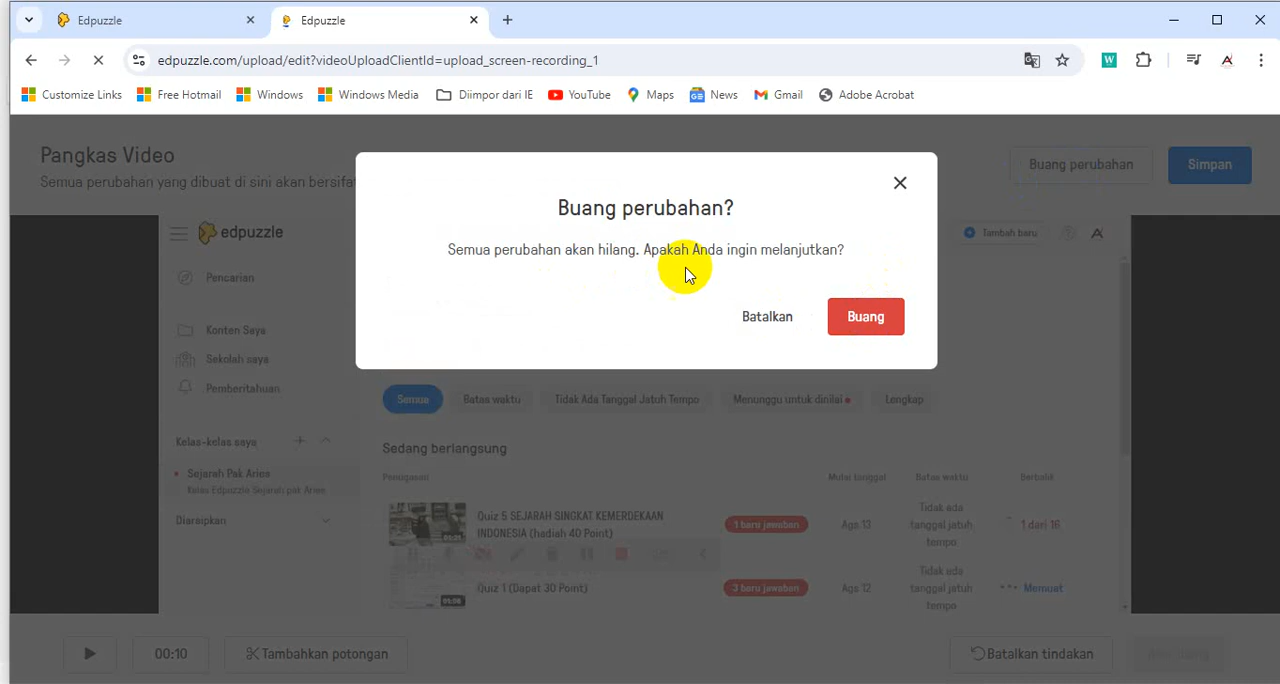 Edpuzzle
Edpuzzle
edpuzzle.com/upload/edit?videoUploadClientId=upload_screen-recording_1
Customize Links
Free Hotmail
Windows
Windows Media
Diimpor dari IE
YouTube
Maps
News
Gmail
Adobe Acrobat
Pangkas Video
Semua perubahan yang dibuat di sini akan
Buang perubahan
Simpan
Buang perubahan?
Semua perubahan akan hilang. Apakah Anda ingin melanjutkan?
Batalkan
Buang
edpuzzle
Tambah baru
Pencarian
Konten Saya
Sekolah saya
Pemberitahuan
Kelas-kelas saya
Sejarah Pak Aries
Kelas Edpuzzle Sejarah pak Aries
Diarsipkan
Semua
Batas waktu
Tidak Ada Tanggal Jatuh Tempo
Menunggu untuk dinilai
Lengkap
Sedang berlangsung
Penugasan
Mulai tanggal
Batas waktu
Quiz 5 SEJARAH SINGKAT KEMERDEKAAN
INDONESIA (hadiah 40 Point)
1 baru jawaban
Ags 13
Tidak ada
tanggal jatuh
tempo
1 dari 16
Quiz 1 (Dapat 30 Point)
3 baru jawaban
Ags 12
Tidak ada
tanggal jatuh
tempo
Memuat
00:10
Tambahkan potongan
Batalkan tindakan